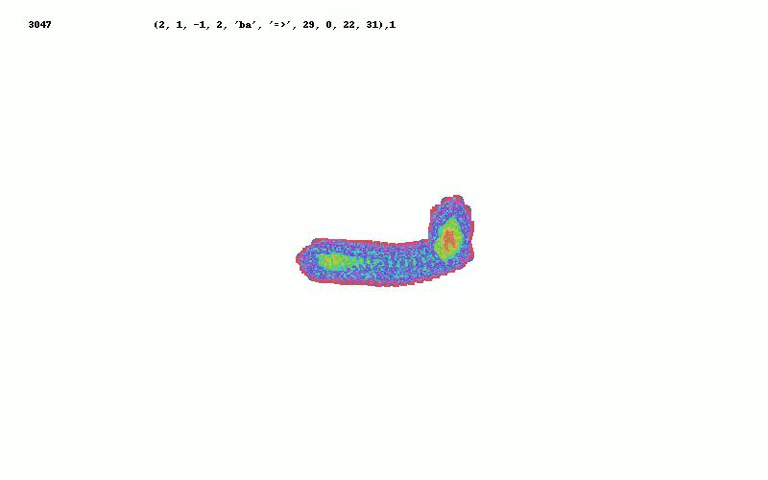 3047 (2, 1, -1, 2, 'ba', '=>', 29, 0, 22, 31),1